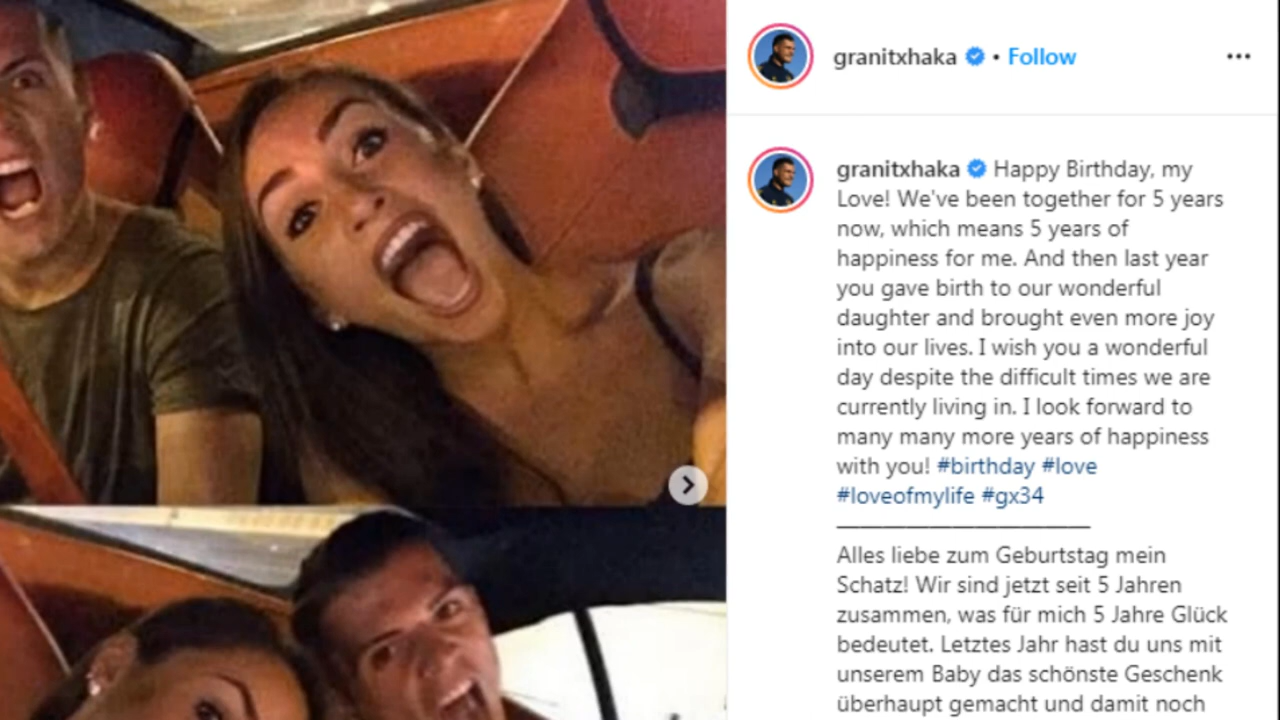 granitxhaka • Follow
granitxhaka Happy Birthday, my
Love! We've been together for 5 years
now, which means 5 years of
happiness for me. And then last year
you gave birth to our wonderful
daughter and brought even more joy
into our lives. I wish you a wonderful
day despite the difficult times we are
currently living in. I look forward to
many many more years of happiness
with you! #birthday #love
#loveofmylife #gx34
Alles liebe zum Geburtstag mein
Schatz! Wir sind jetzt seit 5 Jahren
zusammen, was für mich 5 Jahre Glück
bedeutet. Letztes Jahr hast du uns mit
unserem Baby das schönste Geschenk
überhaupt gemacht und damit noch